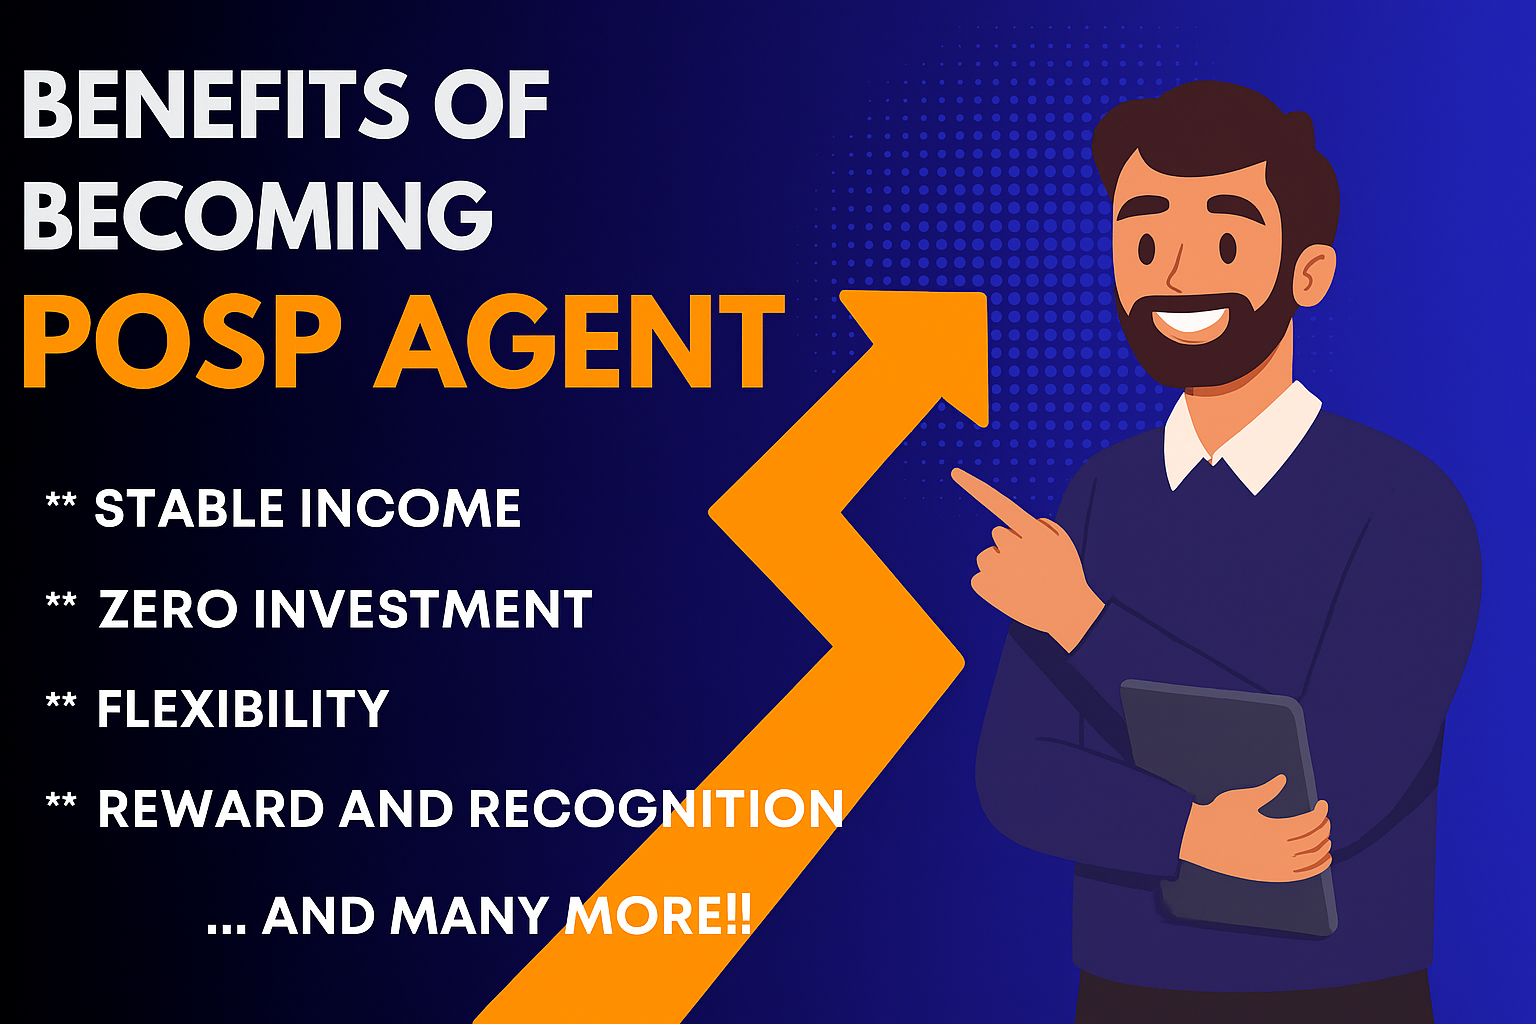 BENEFITS OF
BECOMING
POSP AGENT
** STABLE INCOME
** ZERO INVESTMENT
** FLEXIBILITY
** REWARD AND RECOGNITION
... AND MANY MORE!!